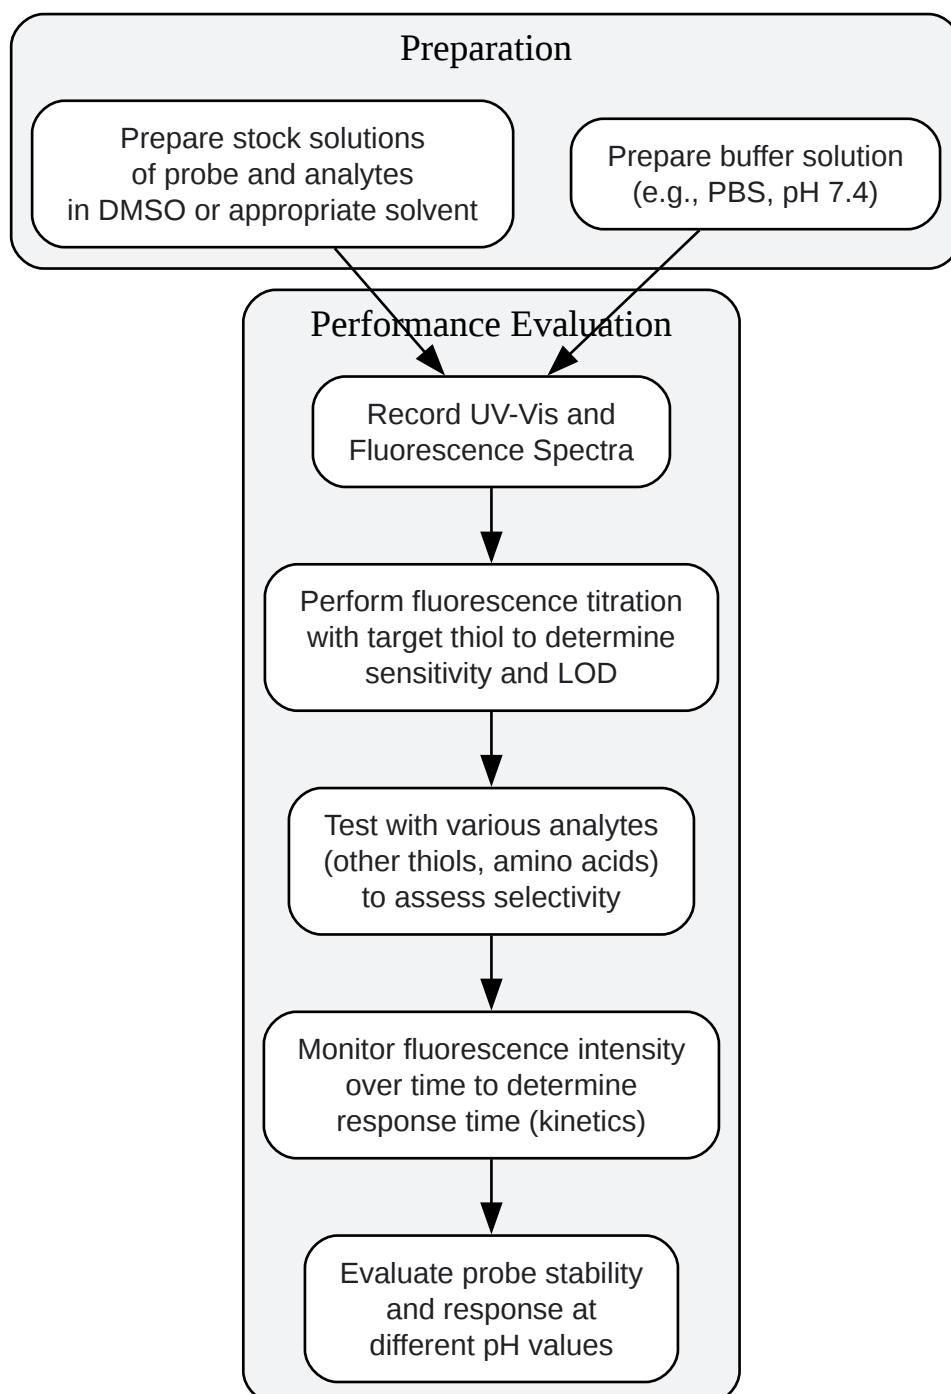 Preparation
Prepare stock solutions
of probe and analytes
in DMSO or appropriate solvent
Prepare buffer solution
(e.g., PBS, pH 7.4)
Performance Evaluation
Record UV-Vis and
Fluorescence Spectra
Perform fluorescence titration
with target thiol to determine
sensitivity and LOD
Test with various analytes
(other thiols, amino acids)
to assess selectivity
Monitor fluorescence intensity
over time to determine
response time (kinetics)
Evaluate probe stability
and response at
different pH values